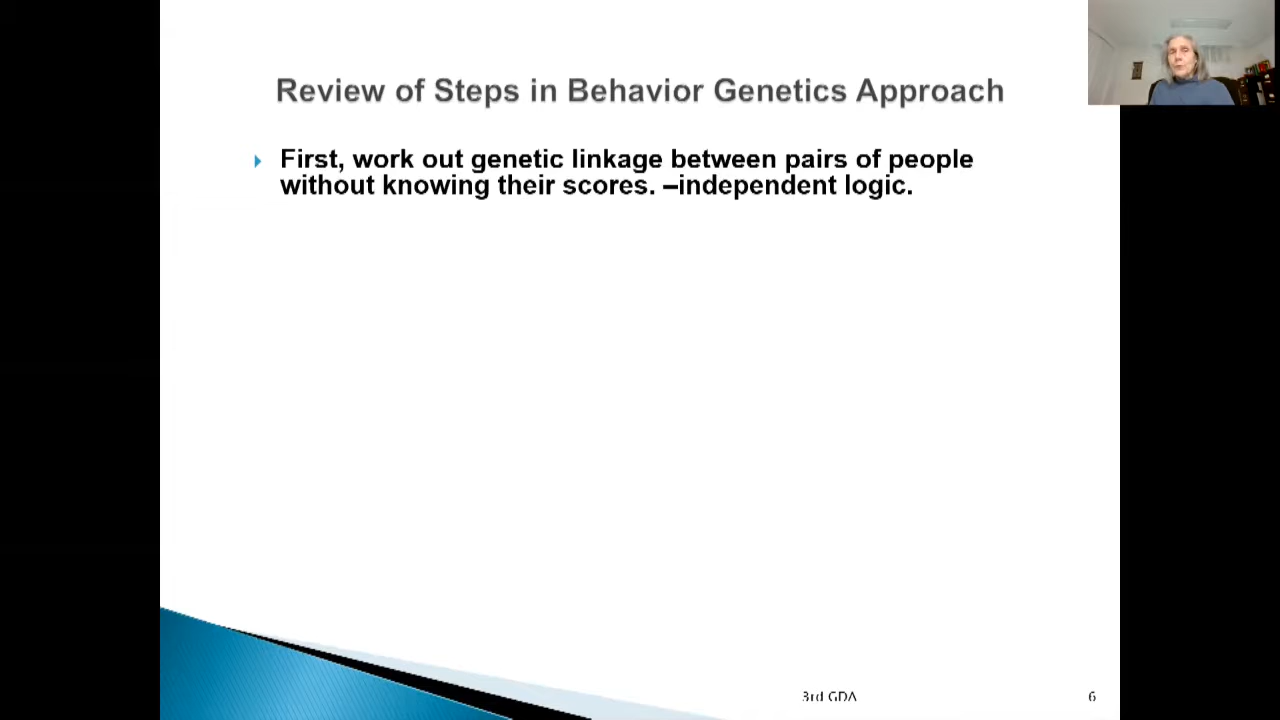 Review of Steps in Behavior Genetics Approach
First, work out genetic linkage between pairs of people
without knowing their scores. –independent logic.
3rd GDA
6